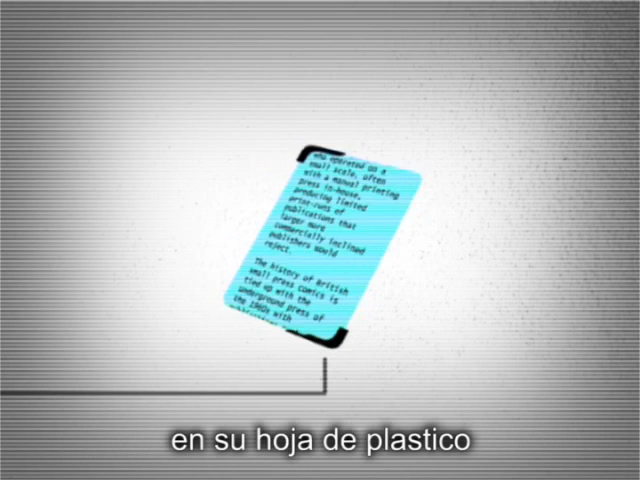 who operated on a
small scale, often
with a manual printing
press in-house,
producing limited
print-runs of
publications that
larger more
commercially inclined
publishers would
reject.
The history of British
small press comics is
tied up with the
underground press of
the 1960s with
en su hoja de plastico